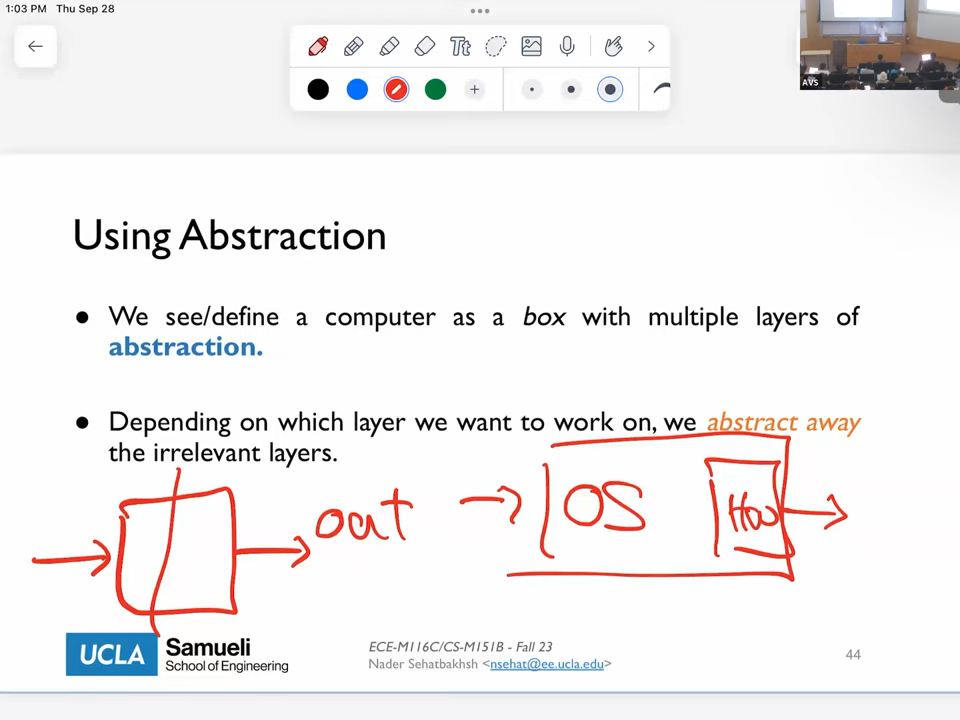 1:03 PM Thu Sep 28
Tt
AVS
Using Abstraction
● We see/define a computer as a box with multiple layers of
abstraction.
● Depending on which layer we want to work on, we abstract away
the irrelevant layers.
out
OS
HW
UCLA Samueli
School of Engineering
ECE-M116C/CS-M151B - Fall 23
Nader Sehatbakhsh <nsehat@ee.ucla.edu>
44